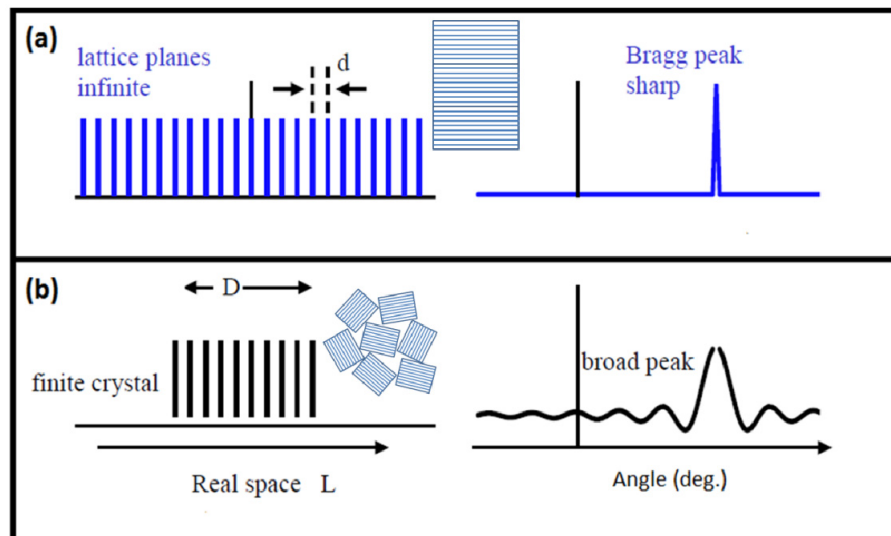 (a)
lattice planes
infinite
d
Bragg peak
sharp
(b)
D
finite crystal
broad peak
Real space L
Angle (deg.)